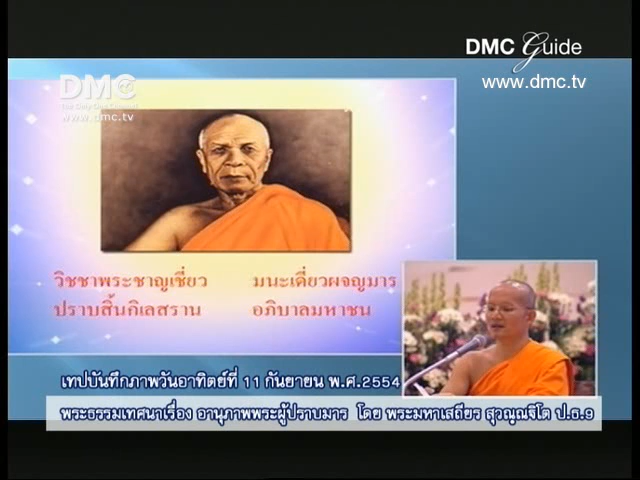 DMC Guide
www.dmc.tv
DMC
The Only One Channel
www.dmc.tv
วิชชาพระชาญเชี่ยว มนะเดี่ยวผจญมาร
ปราบสิ้นกิเลสราน อภิบาลมหาชน
เทปบันทึกภาพวันอาทิตย์ที่ 11 กันยายน พ.ศ.2554
พระธรรมเทศนาเรื่อง อานุภาพพระผู้ปราบมาร โดย พระมหาเสถียร สุวณฺณฐิโต ป.ธ.9